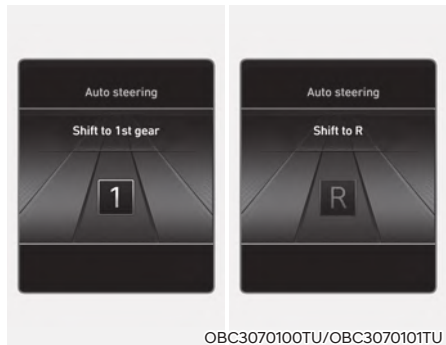 Auto steering
Shift to 1st gear
1
Auto steering
Shift to R
R
OBC3070100TU/OBC3070101TU